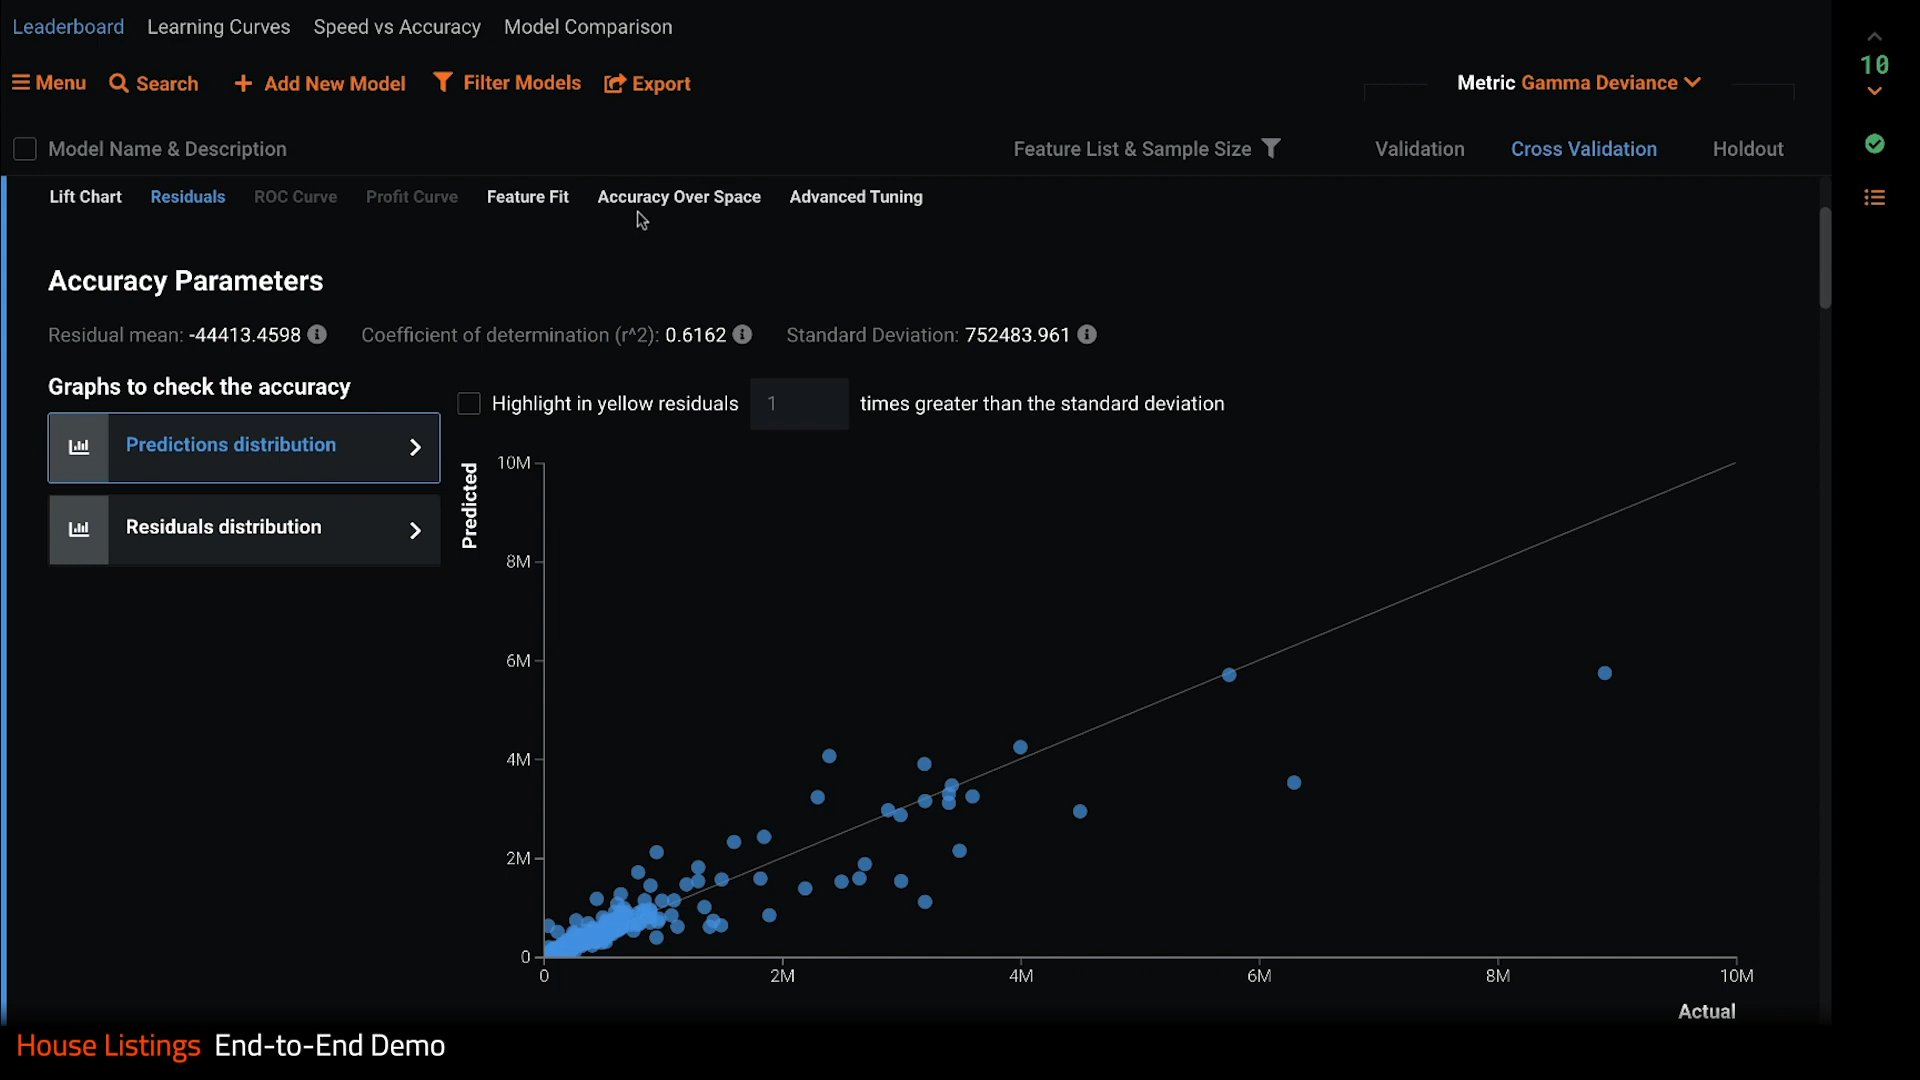 Leaderboard Learning Curves Speed vs Accuracy Model Comparison
Menu Search + Add New Model Filter Models Export
Metric Gamma Deviance
10
Model Name & Description Feature List & Sample Size Validation Cross Validation Holdout
Lift Chart Residuals ROC Curve Profit Curve Feature Fit Accuracy Over Space Advanced Tuning
Accuracy Parameters
Residual mean: -44413.4598 Coefficient of determination (r^2): 0.6162 Standard Deviation: 752483.961
Graphs to check the accuracy
Highlight in yellow residuals 1 times greater than the standard deviation
Predictions distribution
Residuals distribution
Predicted
10M
8M
6M
4M
2M
0
0 2M 4M 6M 8M 10M
Actual
House Listings End-to-End Demo